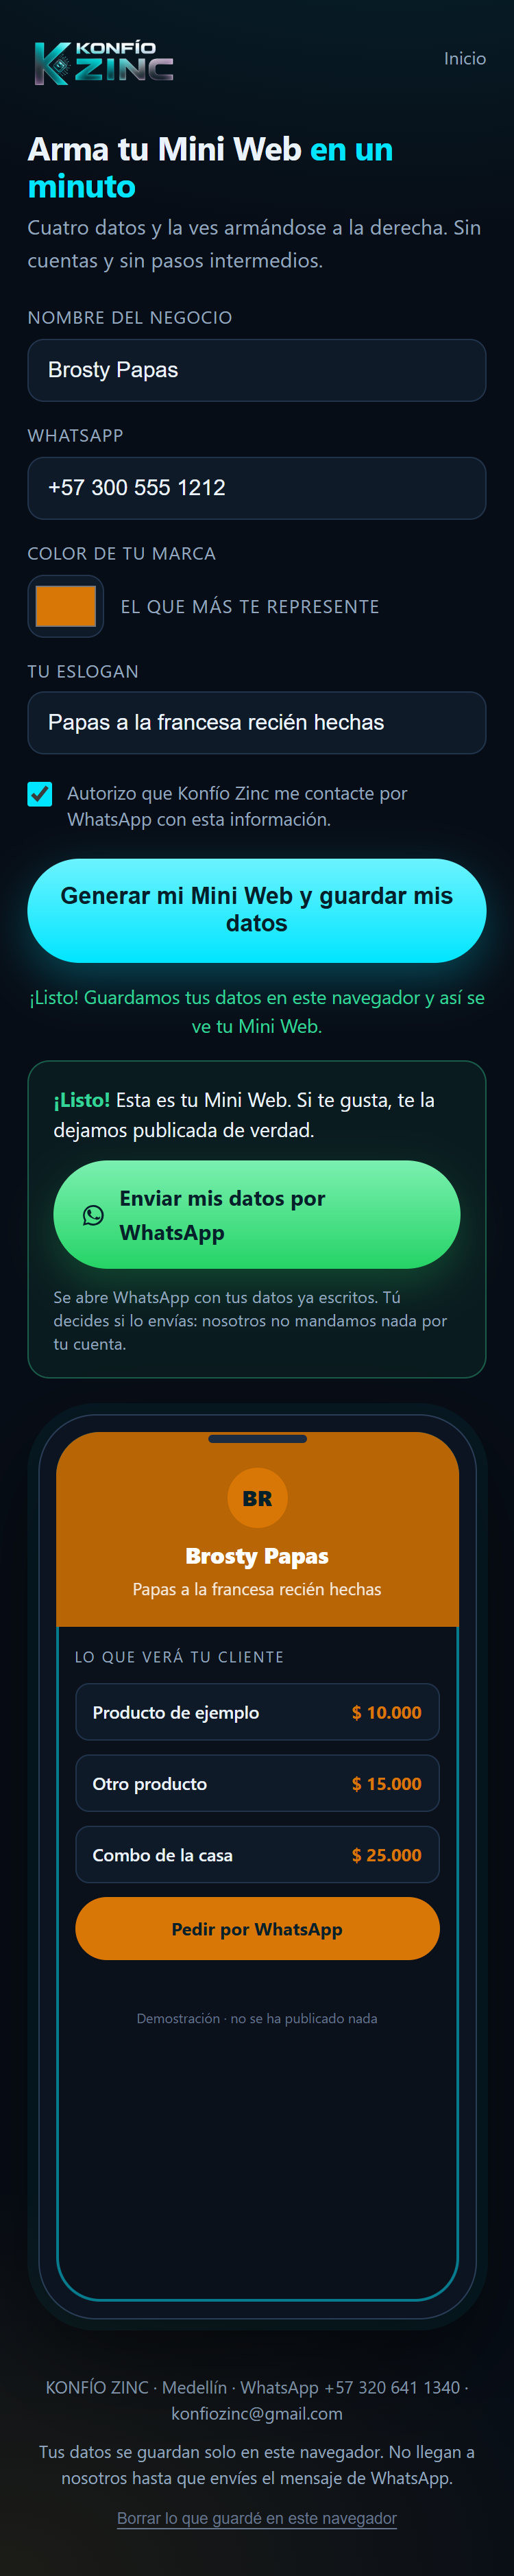 KONFÍO
ZINC
Inicio
Arma tu Mini Web en un
minuto
Cuatro datos y la ves armándose a la derecha. Sin
cuentas y sin pasos intermedios.
NOMBRE DEL NEGOCIO
Brosty Papas
WHATSAPP
+57 300 555 1212
COLOR DE TU MARCA
EL QUE MÁS TE REPRESENTE
TU ESLOGAN
Papas a la francesa recién hechas
Autorizo que Konfío Zinc me contacte por
WhatsApp con esta información.
Generar mi Mini Web y guardar mis
datos
¡Listo! Guardamos tus datos en este navegador y así se
ve tu Mini Web.
¡Listo! Esta es tu Mini Web. Si te gusta, te la
dejamos publicada de verdad.
Enviar mis datos por
WhatsApp
Se abre WhatsApp con tus datos ya escritos. Tú
decides si lo envías: nosotros no mandamos nada por
tu cuenta.
BR
Brosty Papas
Papas a la francesa recién hechas
LO QUE VERÁ TU CLIENTE
Producto de ejemplo $ 10.000
Otro producto $ 15.000
Combo de la casa $ 25.000
Pedir por WhatsApp
Demostración · no se ha publicado nada
KONFÍO ZINC · Medellín · WhatsApp +57 320 641 1340 ·
konfiozinc@gmail.com
Tus datos se guardan solo en este navegador. No llegan a
nosotros hasta que envíes el mensaje de WhatsApp.
Borrar lo que guardé en este navegador